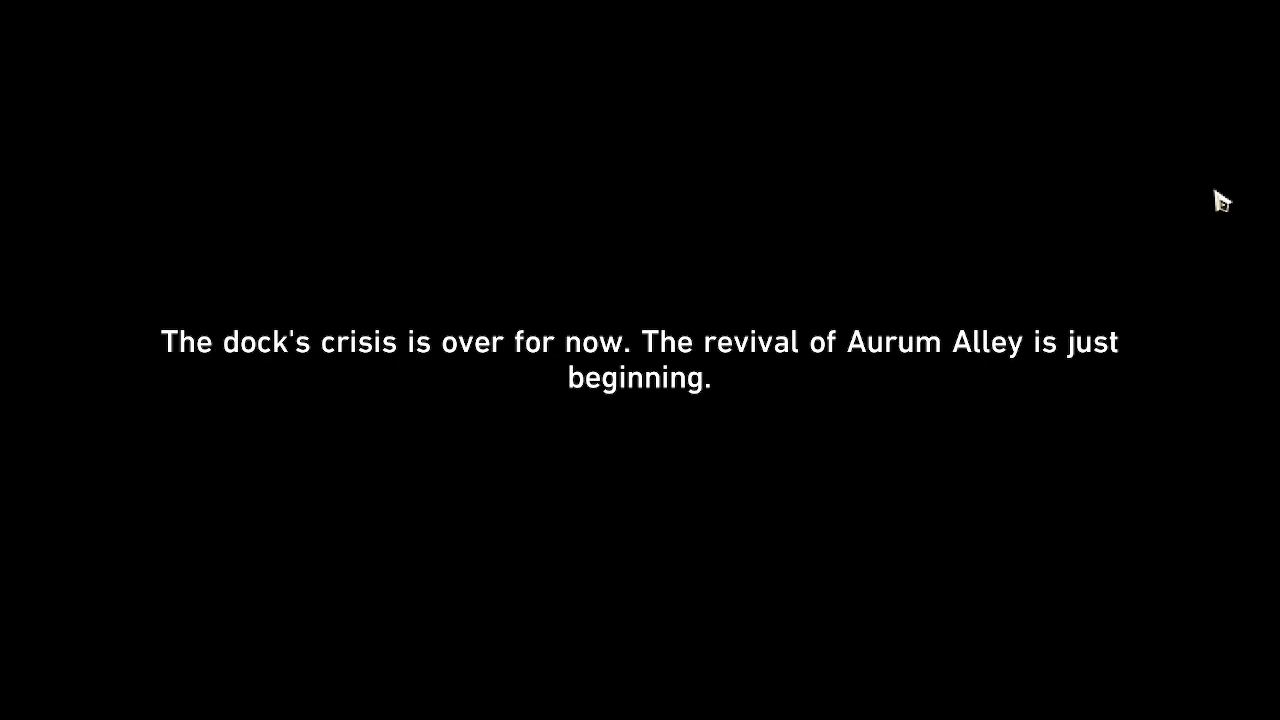 The dock's crisis is over for now. The revival of Aurum Alley is just
beginning.